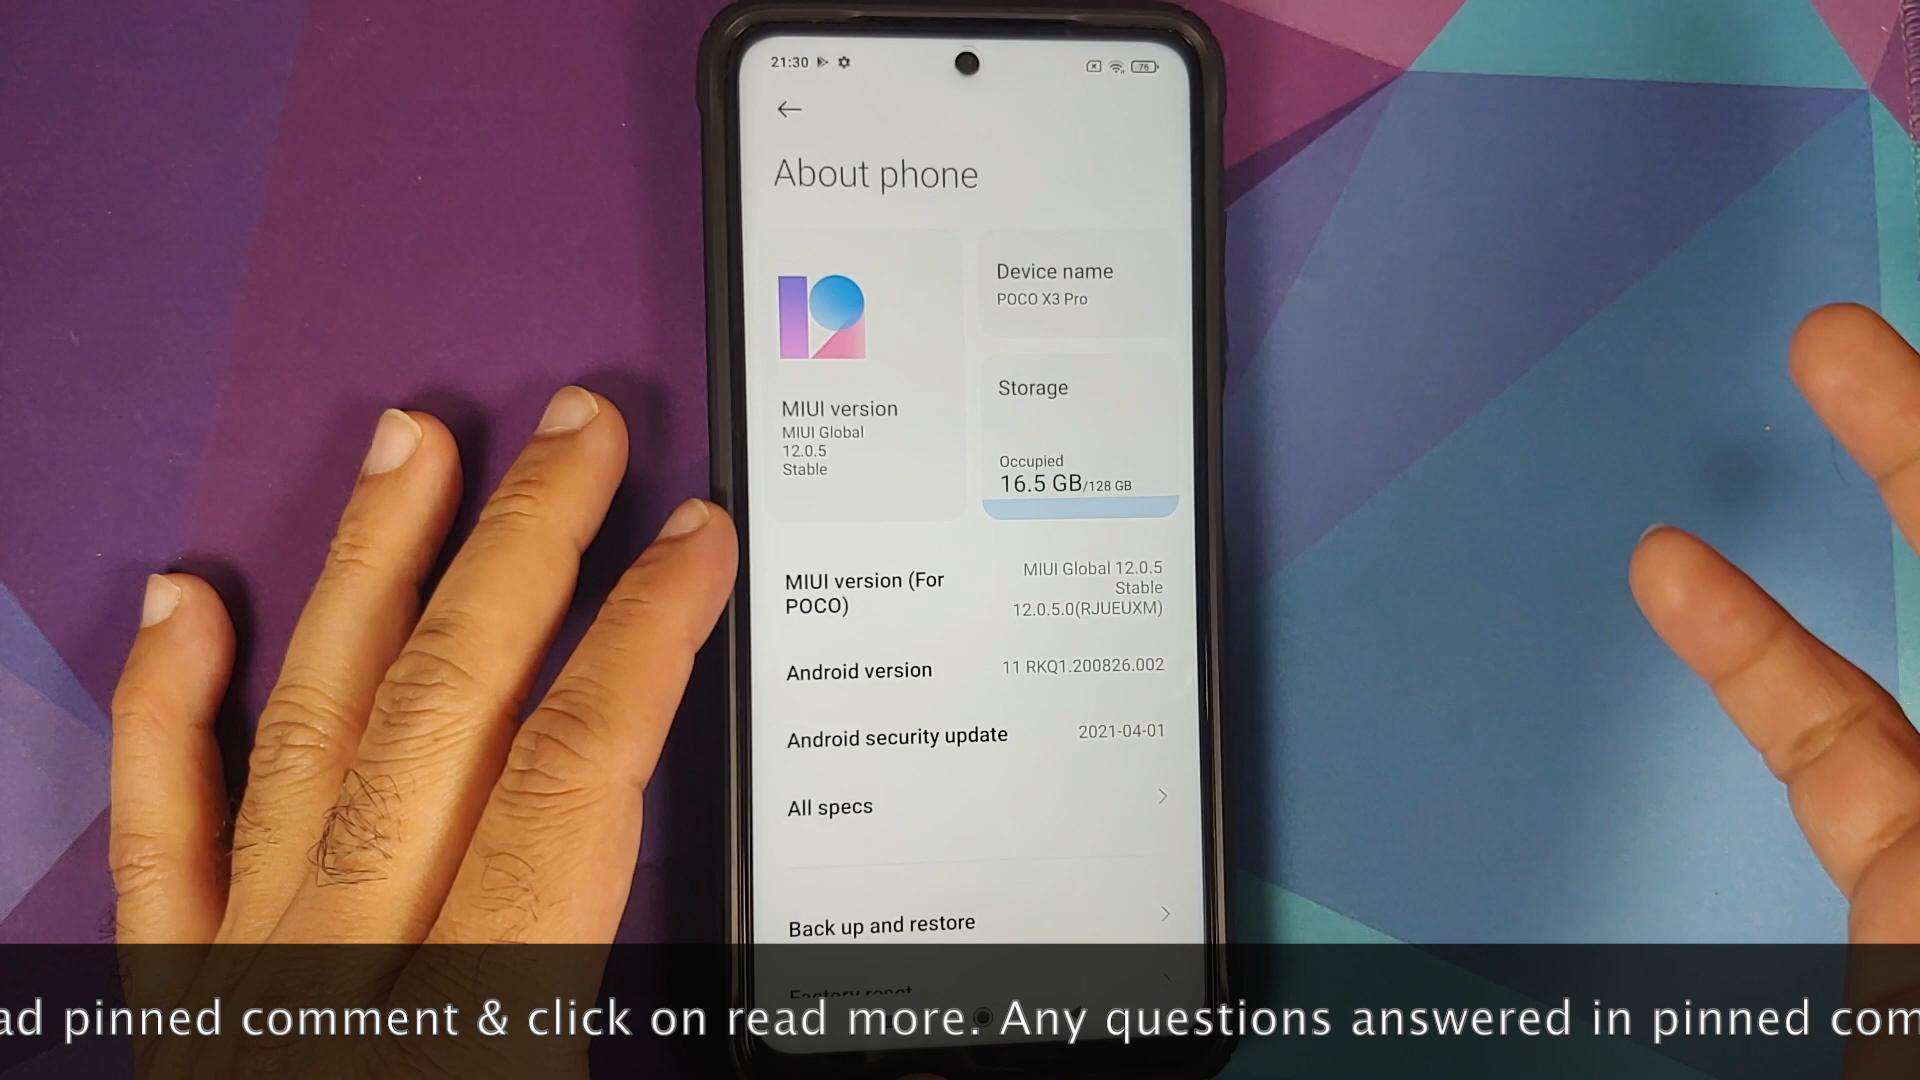 21:30
76
About phone
Device name
POCO X3 Pro
MIUI version
MIUI Global
12.0.5
Stable
Storage
Occupied
16.5 GB/128 GB
MIUI version (For
POCO)
MIUI Global 12.0.5
Stable
12.0.5.0(RJUEUXM)
Android version
11 RKQ1.200826.002
Android security update
2021-04-01
All specs
Back up and restore
Factory reset
ad pinned comment & click on read more. Any questions answered in pinned com